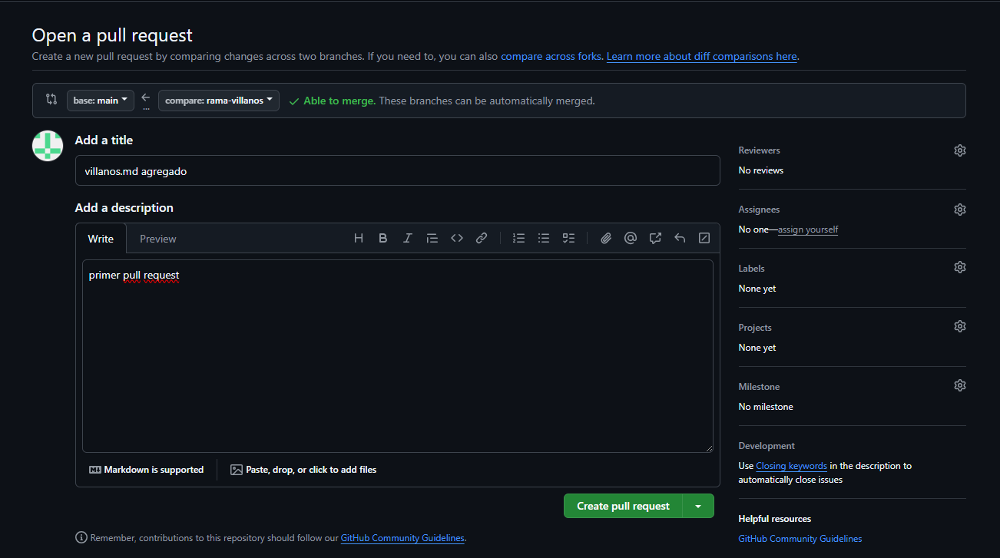 Open a pull request
Create a new pull request by comparing changes across two branches. If you need to, you can also compare across forks. Learn more about diff comparisons here.
base: main
compare: rama-villanos
Able to merge. These branches can be automatically merged.
Add a title
villanos.md agregado
Add a description
Write
Preview
primer pull request
Markdown is supported
Paste, drop, or click to add files
Create pull request
Remember, contributions to this repository should follow our GitHub Community Guidelines.
Reviewers
No reviews
Assignees
No one—assign yourself
Labels
None yet
Projects
None yet
Milestone
No milestone
Development
Use Closing keywords in the description to
automatically close issues
Helpful resources
GitHub Community Guidelines